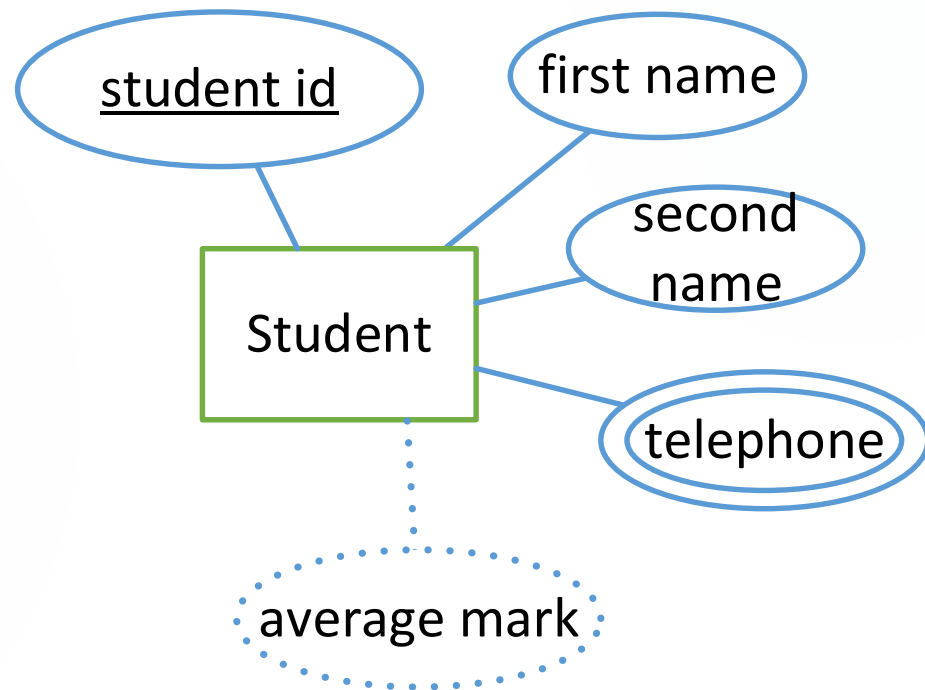 student id
first name
second
name
Student
telephone
average mark